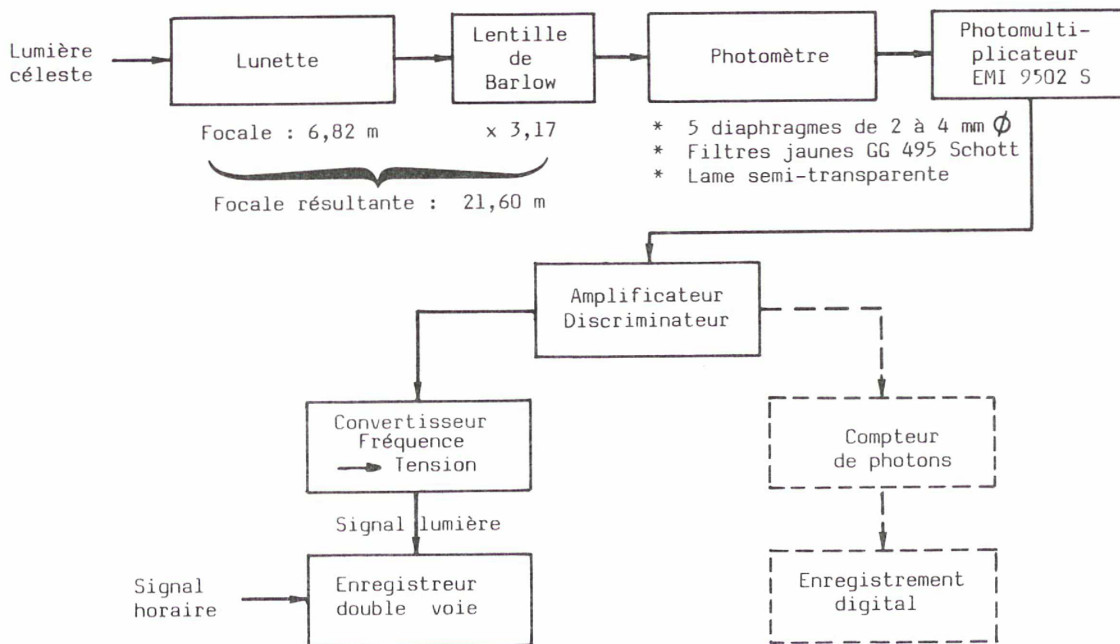 Lumière
céleste
Lunette
Lentille
de
Barlow
Photomètre
Photomulti-
plicateur
EMI 9502 S
Focale : 6,82 m
x 3,17
Focale résultante : 21,60 m
* 5 diaphragmes de 2 à 4 mm Ø
* Filtres jaunes GG 495 Schott
* Lame semi-transparente
Amplificateur
Discriminateur
Convertisseur
Fréquence
→ Tension
Compteur
de photons
Signal lumière
Signal
horaire
Enregistreur
double voie
Enregistrement
digital